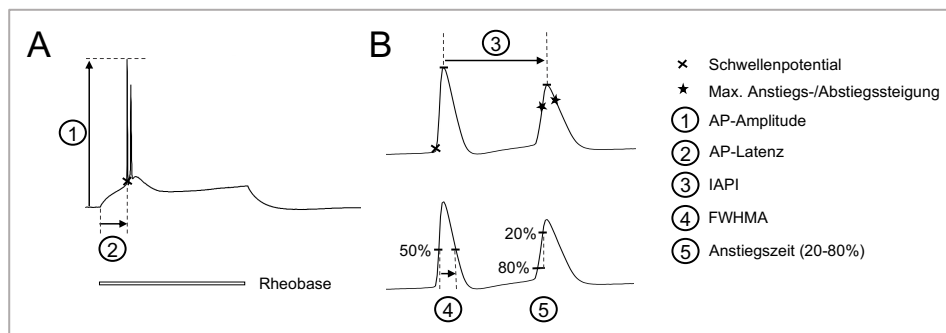 A
1
2
Rheobase
B
3
50%
4
20%
80%
5
Schwellenpotential
Max. Anstiegs-/Abstiegssteigung
1 AP-Amplitude
2 AP-Latenz
3 IAPI
4 FWHMA
5 Anstiegszeit (20-80%)